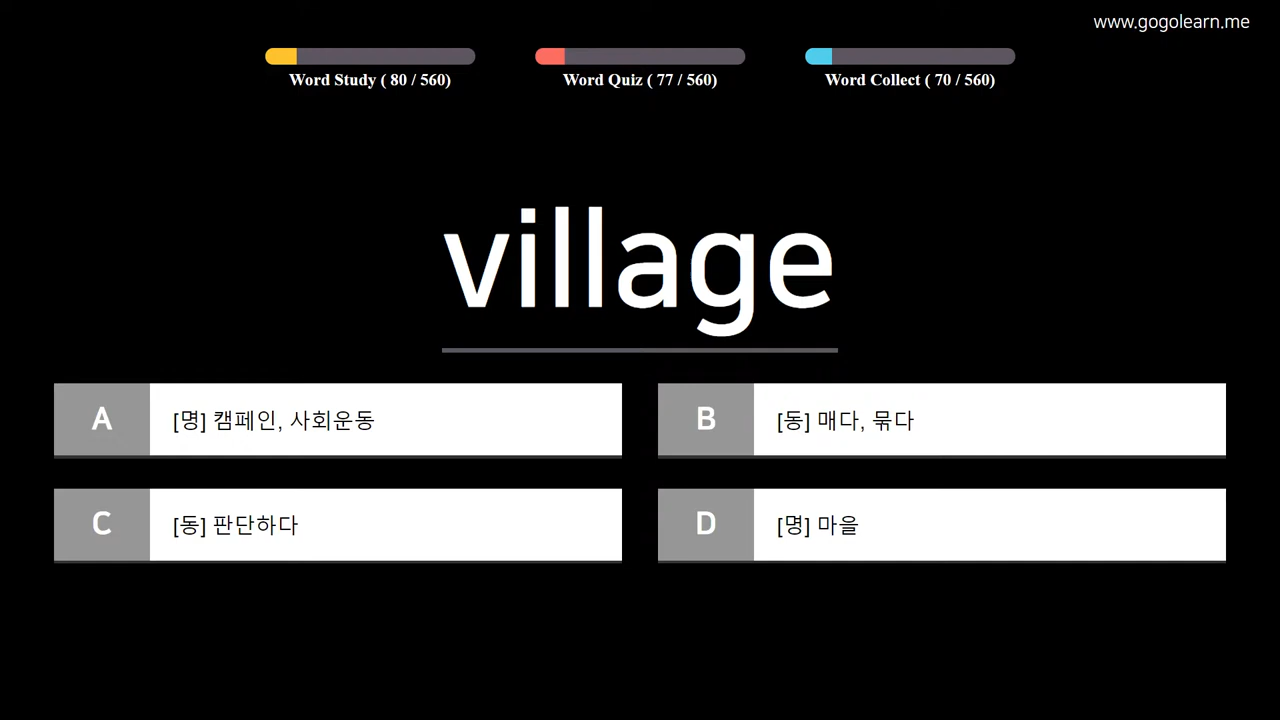 www.gogolearn.me
Word Study ( 80 / 560)
Word Quiz ( 77 / 560)
Word Collect ( 70 / 560)
village
A [명] 캠페인, 사회운동
B [동] 매다, 묶다
C [동] 판단하다
D [명] 마을